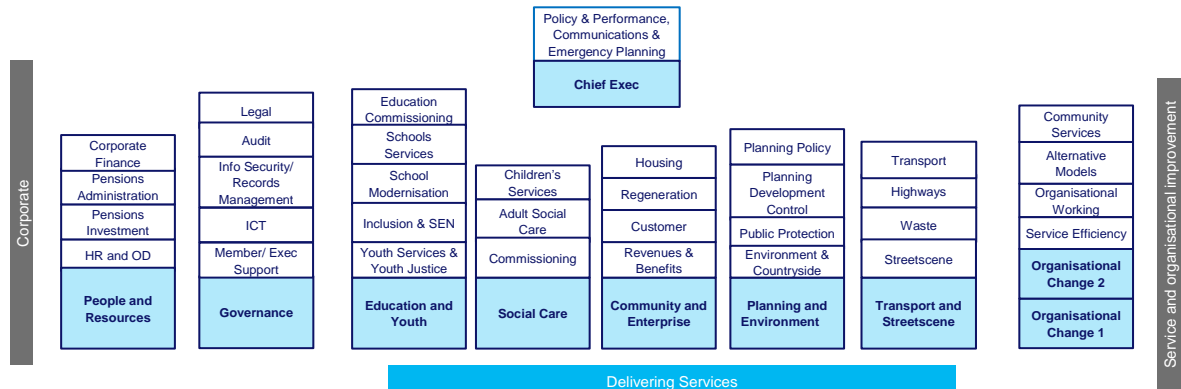 Policy & Performance,
Communications &
Emergency Planning
Chief Exec
Corporate
Corporate
Finance
Pensions
Administration
Pensions
Investment
HR and OD
People and
Resources
Legal
Audit
Info Security/
Records
Management
ICT
Member/ Exec
Support
Governance
Education
Commissioning
Schools
Services
School
Modernisation
Inclusion & SEN
Youth Services &
Youth Justice
Education and
Youth
Children's
Services
Adult Social
Care
Commissioning
Social Care
Housing
Regeneration
Customer
Revenues &
Benefits
Community and
Enterprise
Planning Policy
Planning
Development
Control
Public Protection
Environment &
Countryside
Planning and
Environment
Transport
Highways
Waste
Streetscene
Transport and
Streetscene
Community
Services
Alternative
Models
Organisational
Working
Service Efficiency
Organisational
Change 2
Organisational
Change 1
Service and organisational improvement
Delivering Services